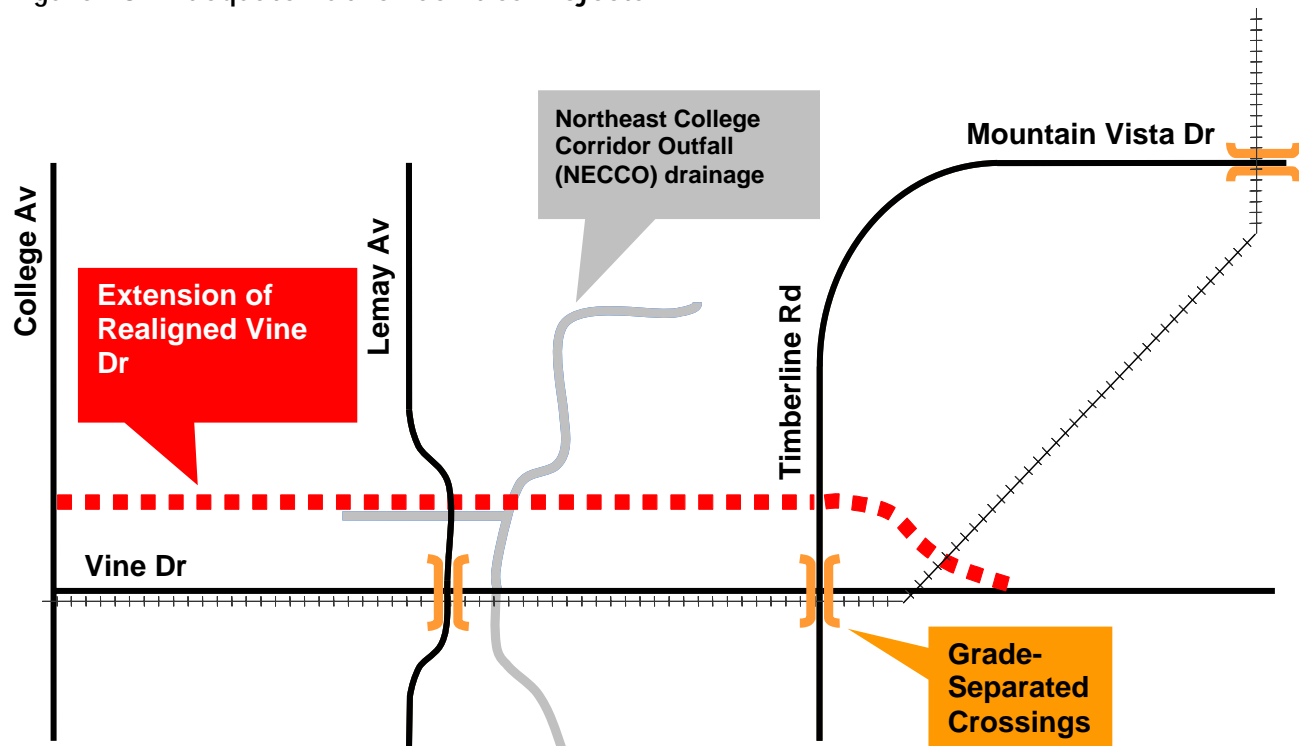 Mountain Vista Dr
Northeast College
Corridor Outfall
(NECCO) drainage
College Av
Lemay Av
Extension of
Realigned Vine
Dr
Timberline Rd
Vine Dr
Grade-
Separated
Crossings